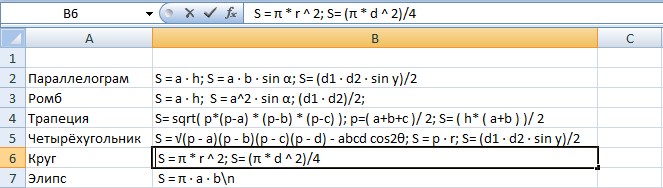 B6 fx S = π * r ^ 2; S= (π * d ^ 2)/4
A B C
1
2 Параллелограм S = a · h; S = a · b · sin α; S= (d1 · d2 · sin y)/2
3 Ромб S = a · h;  S = a^2 · sin α; (d1 · d2)/2;
4 Трапеция S= sqrt( p*(p-a) * (p-b) * (p-c) ); p=( a+b+c )/ 2; S= ( h* ( a+b ) )/ 2
5 Четырёхугольник S = √(p - a)(p - b)(p - c)(p - d) - abcd cos2θ; S = p · r; S= (d1 · d2 · sin y)/2
6 Круг S = π * r ^ 2; S= (π * d ^ 2)/4
7 Элипс S = π · a · b\n